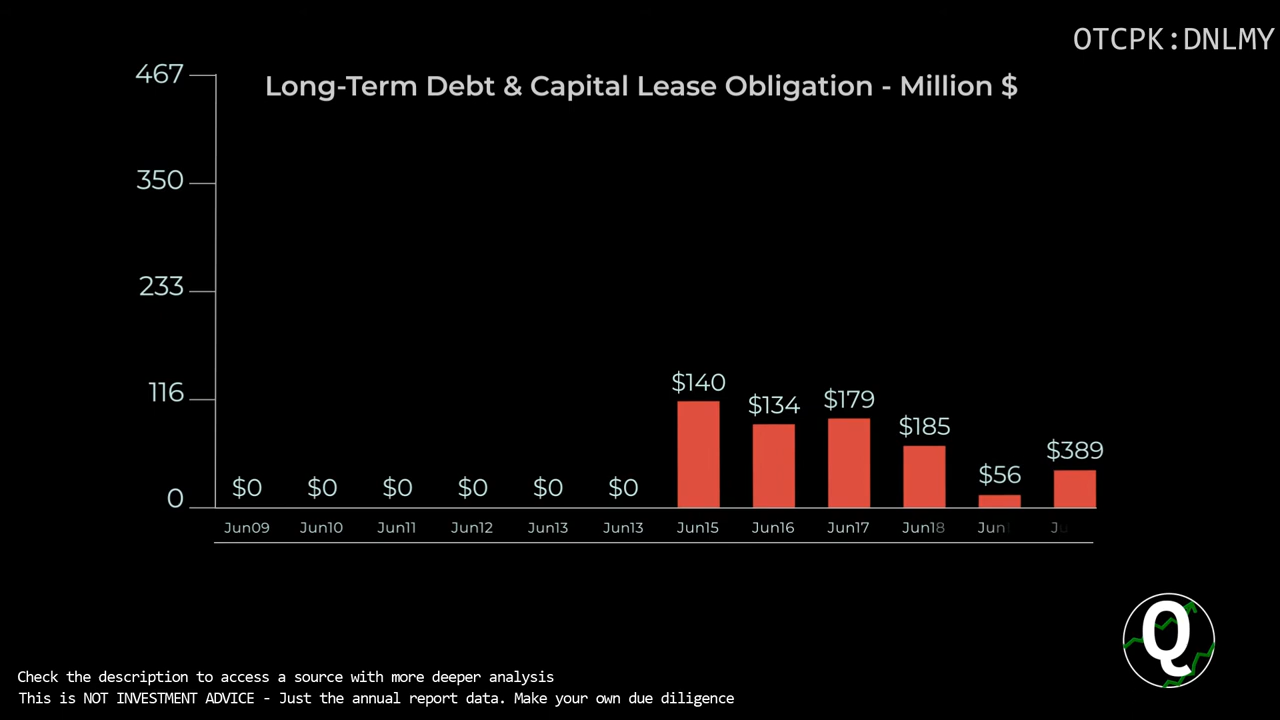 OTCPK:DNLMY
Long-Term Debt & Capital Lease Obligation - Million $
467
350
233
116
0
$0 $0 $0 $0 $0 $0 $140 $134 $179 $185 $56 $389
Jun09 Jun10 Jun11 Jun12 Jun13 Jun13 Jun15 Jun16 Jun17 Jun18 Jun
Q
Check the description to access a source with more deeper analysis
This is NOT INVESTMENT ADVICE - Just the annual report data. Make your own due diligence